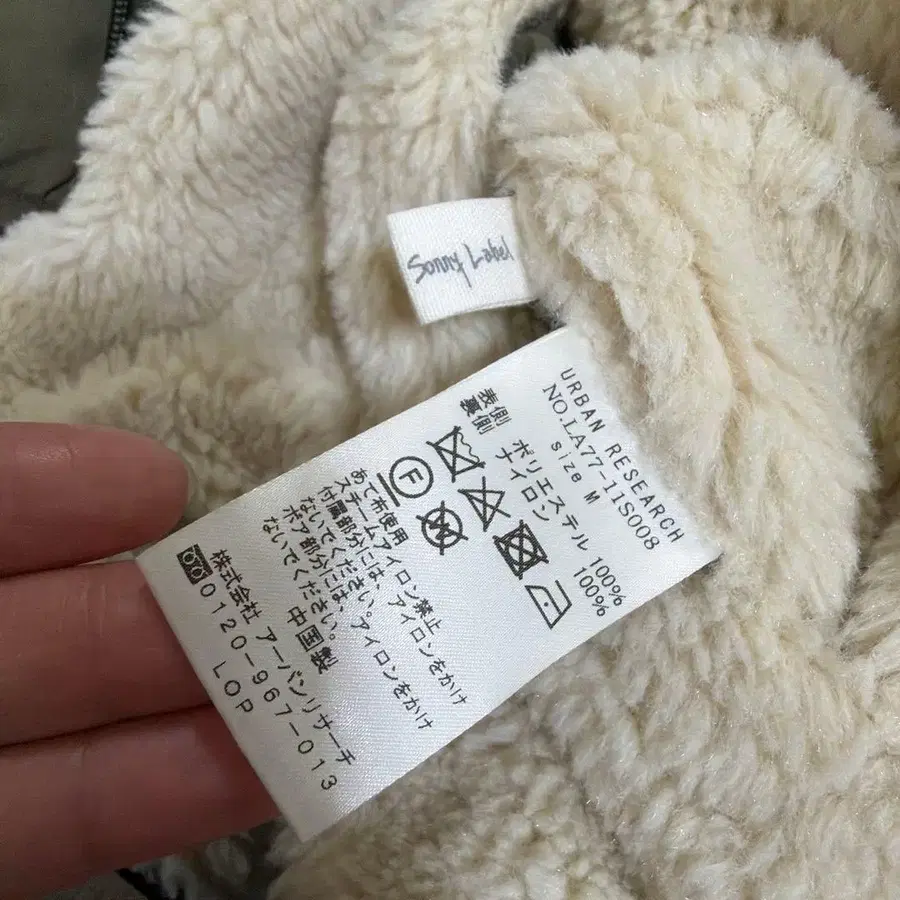 Sonny Label
URBAN RESEARCH
NO.LA77-11S008
size M
表側 ポリエステル 100%
裏側 ナイロン 100%
F
あて布使用
スチームアイロン禁止
付属部分には、アイロンをかけ
ないでください。
ボア部分には、アイロンをかけ
ないでください。
中国製
株式会社 アーバンリサーチ
0120-967-013
LOP